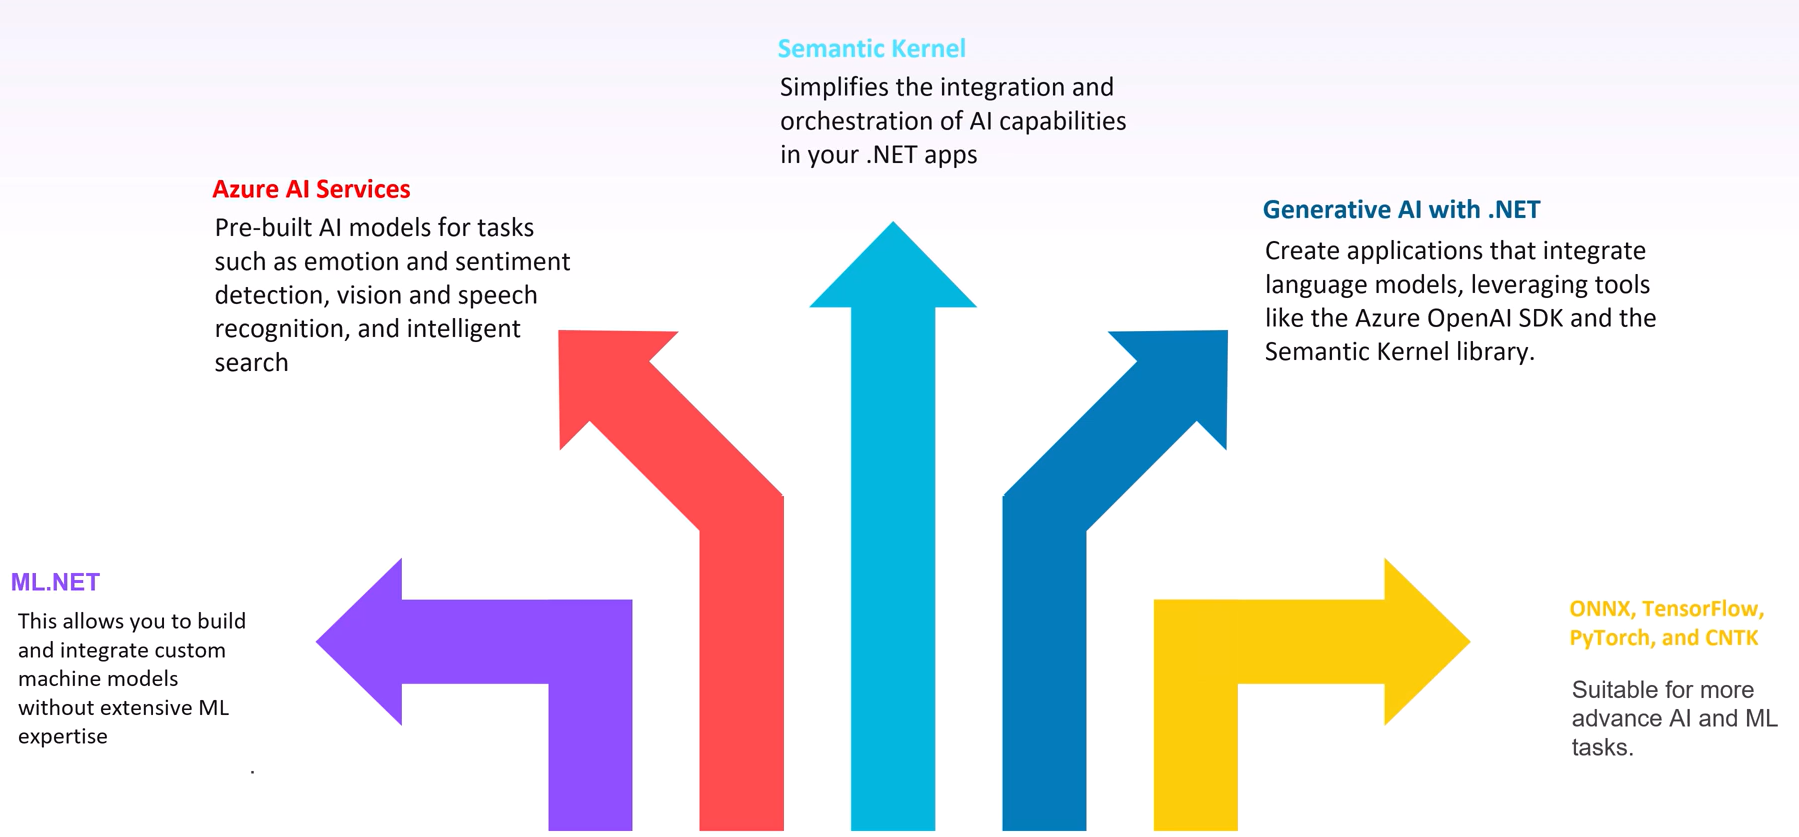 Semantic Kernel
Simplifies the integration and
orchestration of AI capabilities
in your .NET apps
Azure AI Services
Pre-built AI models for tasks
such as emotion and sentiment
detection, vision and speech
recognition, and intelligent
search
Generative AI with .NET
Create applications that integrate
language models, leveraging tools
like the Azure OpenAI SDK and the
Semantic Kernel library.
ML.NET
This allows you to build
and integrate custom
machine models
without extensive ML
expertise
.
ONNX, TensorFlow,
PyTorch, and CNTK
Suitable for more
advance AI and ML
tasks.